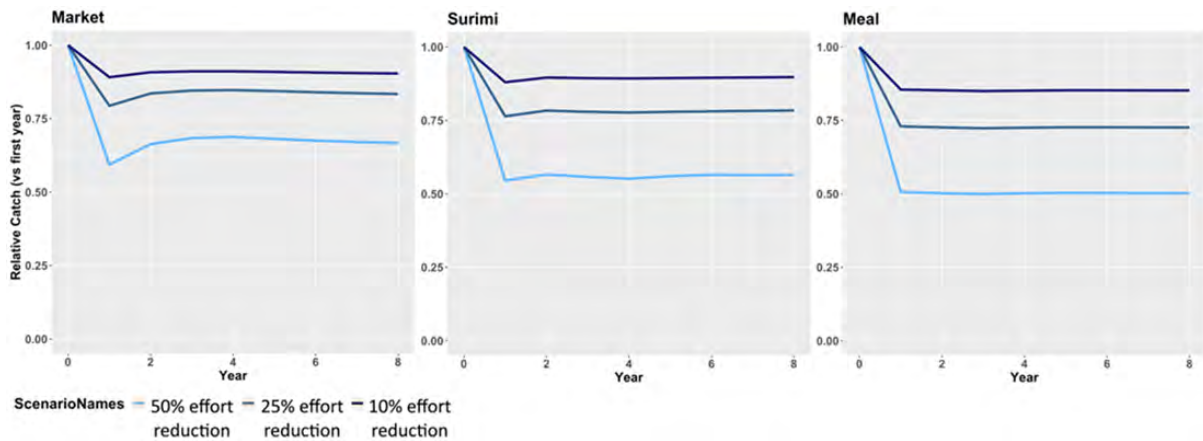 Market
Surimi
Meal
Relative Catch (vs first year)
1.00
0.75
0.50
0.25
0.00
0 2 4 6 8
Year
1.00
0.75
0.50
0.25
0.00
0 2 4 6 8
Year
1.00
0.75
0.50
0.25
0.00
0 2 4 6 8
Year
ScenarioNames
50% effort
reduction
25% effort
reduction
10% effort
reduction